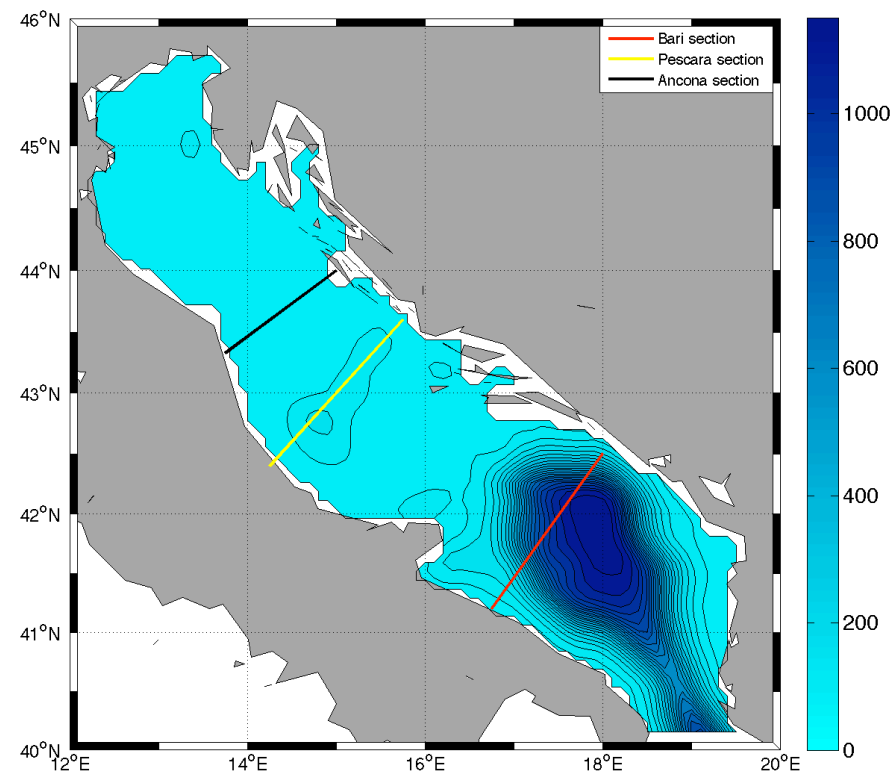 46°N
45°N
44°N
43°N
42°N
41°N
40°N
12°E
14°E
16°E
18°E
20°E
Bari section
Pescara section
Ancona section
1000
800
600
400
200
0